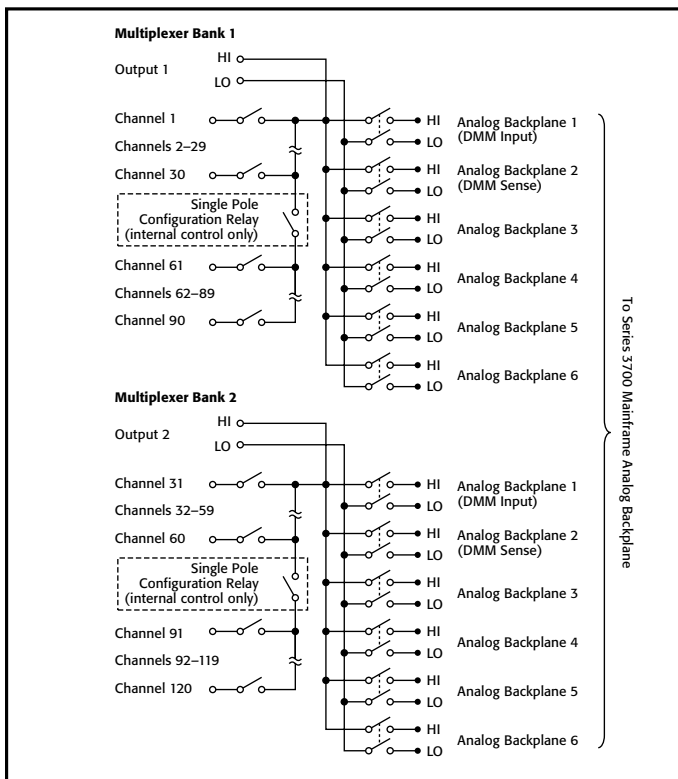 Multiplexer Bank 1
Output 1
HI
LO
Channel 1
Channels 2–29
Channel 30
Single Pole
Configuration Relay
(internal control only)
Channel 61
Channels 62–89
Channel 90
HI
LO
Analog Backplane 1
(DMM Input)
HI
LO
Analog Backplane 2
(DMM Sense)
HI
LO
Analog Backplane 3
HI
LO
Analog Backplane 4
HI
LO
Analog Backplane 5
HI
LO
Analog Backplane 6
Multiplexer Bank 2
Output 2
HI
LO
Channel 31
Channels 32–59
Channel 60
Single Pole
Configuration Relay
(internal control only)
Channel 91
Channels 92–119
Channel 120
HI
LO
Analog Backplane 1
(DMM Input)
HI
LO
Analog Backplane 2
(DMM Sense)
HI
LO
Analog Backplane 3
HI
LO
Analog Backplane 4
HI
LO
Analog Backplane 5
HI
LO
Analog Backplane 6
To Series 3700 Mainframe Analog Backplane